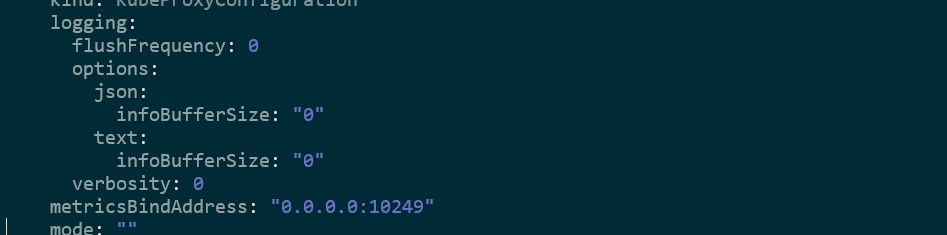 kind: KubeProxyConfiguration
logging:
  flushFrequency: 0
  options:
    json:
      infoBufferSize: "0"
    text:
      infoBufferSize: "0"
  verbosity: 0
metricsBindAddress: "0.0.0.0:10249"
mode: ""